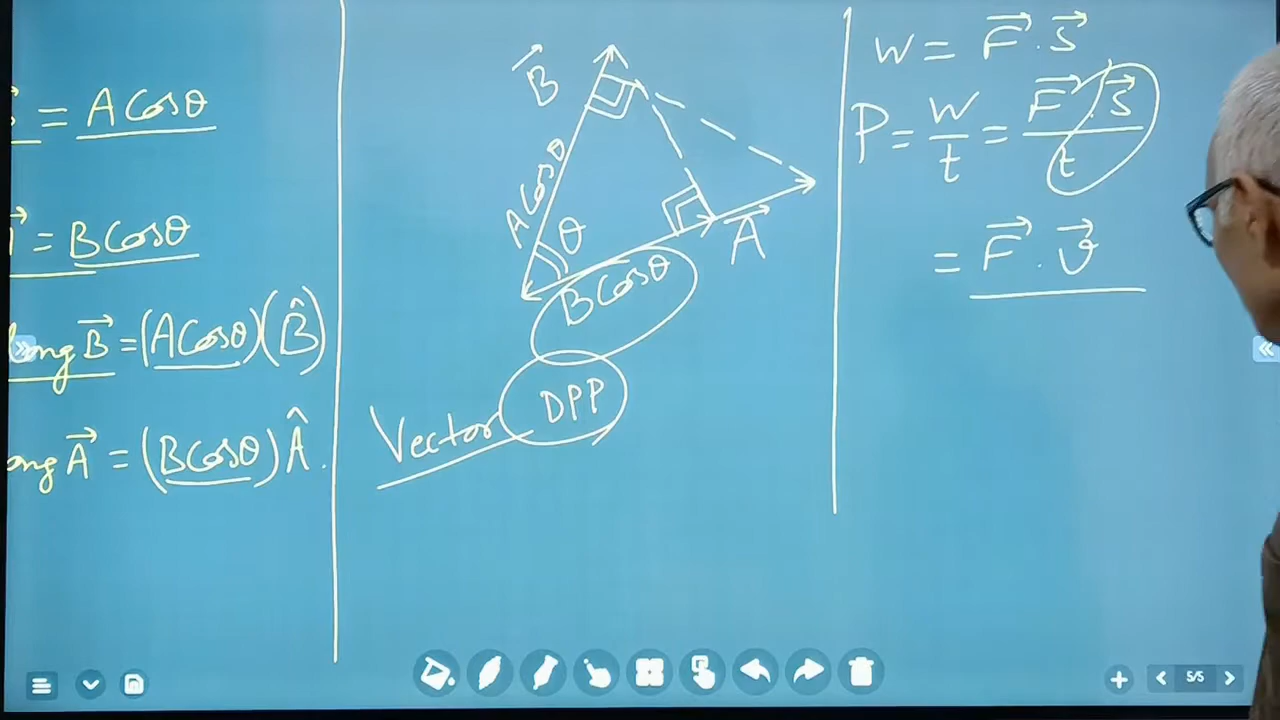 = A Cosθ
= B Cosθ
long B⃗ = (A Cosθ)(B̂)
ong A⃗ = (B Cosθ) Â.
B⃗
A Cosθ
θ
A⃗
B Cosθ
Vector DPP
W = F⃗ . S⃗
P = W/t = F⃗ . S⃗/t
= F⃗ . v⃗
5/5